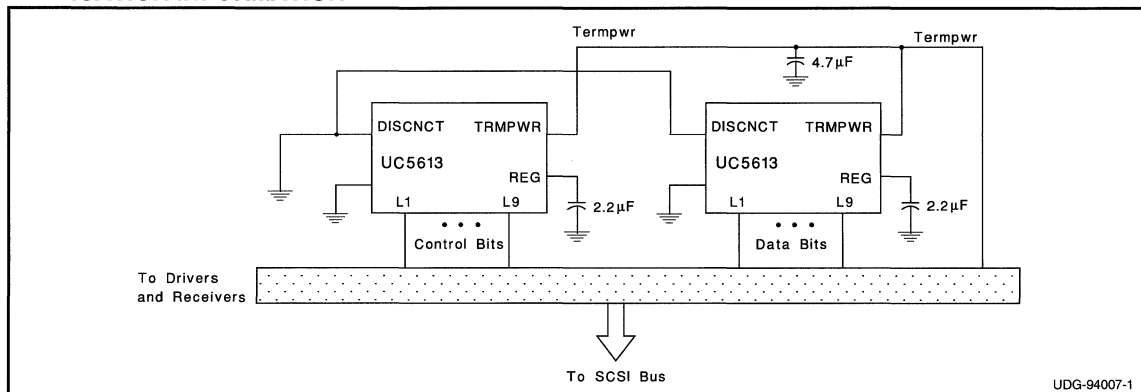 Termpwr
Termpwr
4.7µF
DISCNCT TRMPWR
UC5613
REG
L1 L9
2.2µF
Control Bits
DISCNCT TRMPWR
UC5613
REG
L1 L9
2.2µF
Data Bits
To Drivers
and Receivers
To SCSI Bus
UDG-94007-1